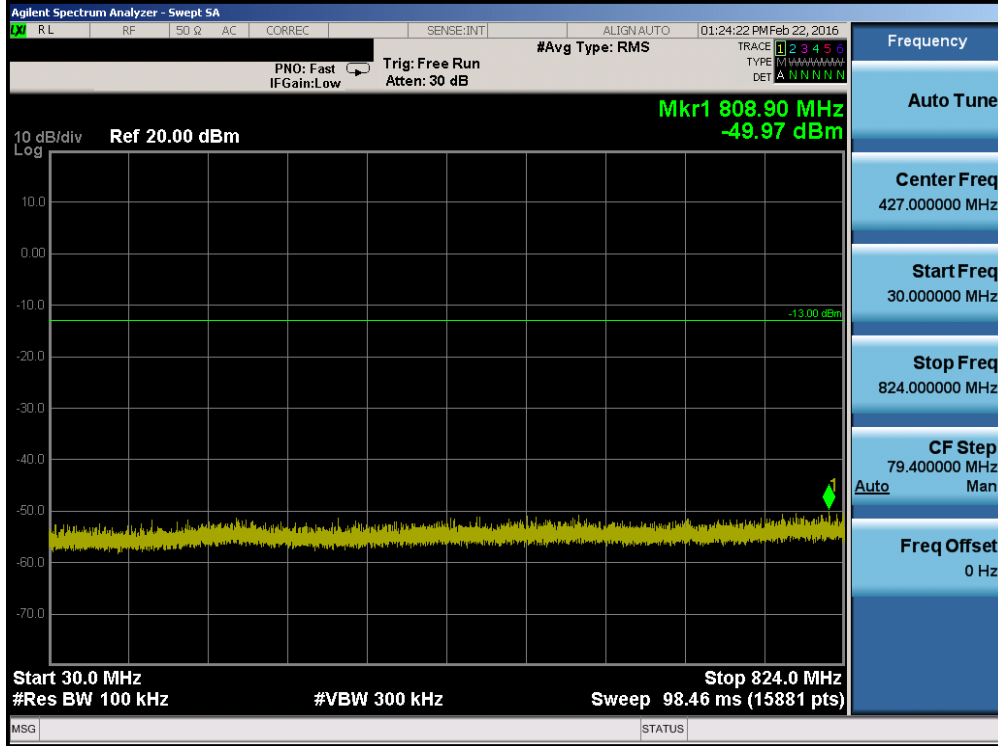 Agilent Spectrum Analyzer - Swept SA
LXI RL RF 50 Ω AC CORREC SENSE:INT ALIGN AUTO 01:24:22 PM Feb 22, 2016
#Avg Type: RMS
TRACE 1 2 3 4 5 6
TYPE M
DET A N N N N N
PNO: Fast
IFGain:Low
Trig: Free Run
Atten: 30 dB
Mkr1 808.90 MHz
-49.97 dBm
10 dB/div Ref 20.00 dBm
Log
10.0
0.00
-10.0
-13.00 dBm
-20.0
-30.0
-40.0
1
-50.0
-60.0
-70.0
Start 30.0 MHz Stop 824.0 MHz
#Res BW 100 kHz #VBW 300 kHz Sweep 98.46 ms (15881 pts)
MSG STATUS
Frequency
Auto Tune
Center Freq
427.000000 MHz
Start Freq
30.000000 MHz
Stop Freq
824.000000 MHz
CF Step
79.400000 MHz
Auto Man
Freq Offset
0 Hz